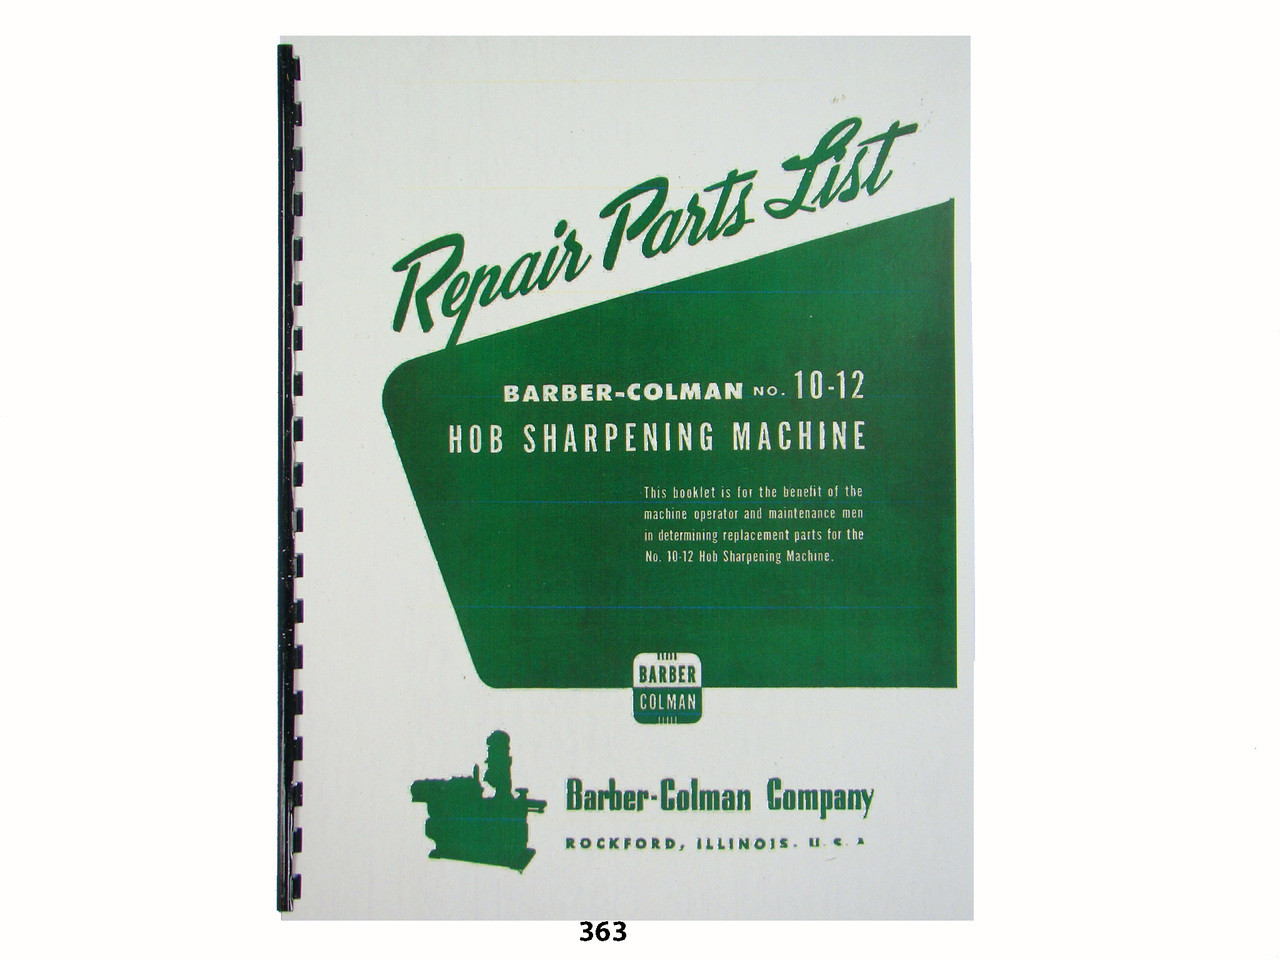 Repair Parts List
BARBER-COLMAN NO. 10-12
HOB SHARPENING MACHINE
This booklet is for the benefit of the
machine operator and maintenance men
in determining replacement parts for the
No. 10-12 Hob Sharpening Machine.
BARBER
COLMAN
Barber-Colman Company
ROCKFORD, ILLINOIS. U. S. A
363